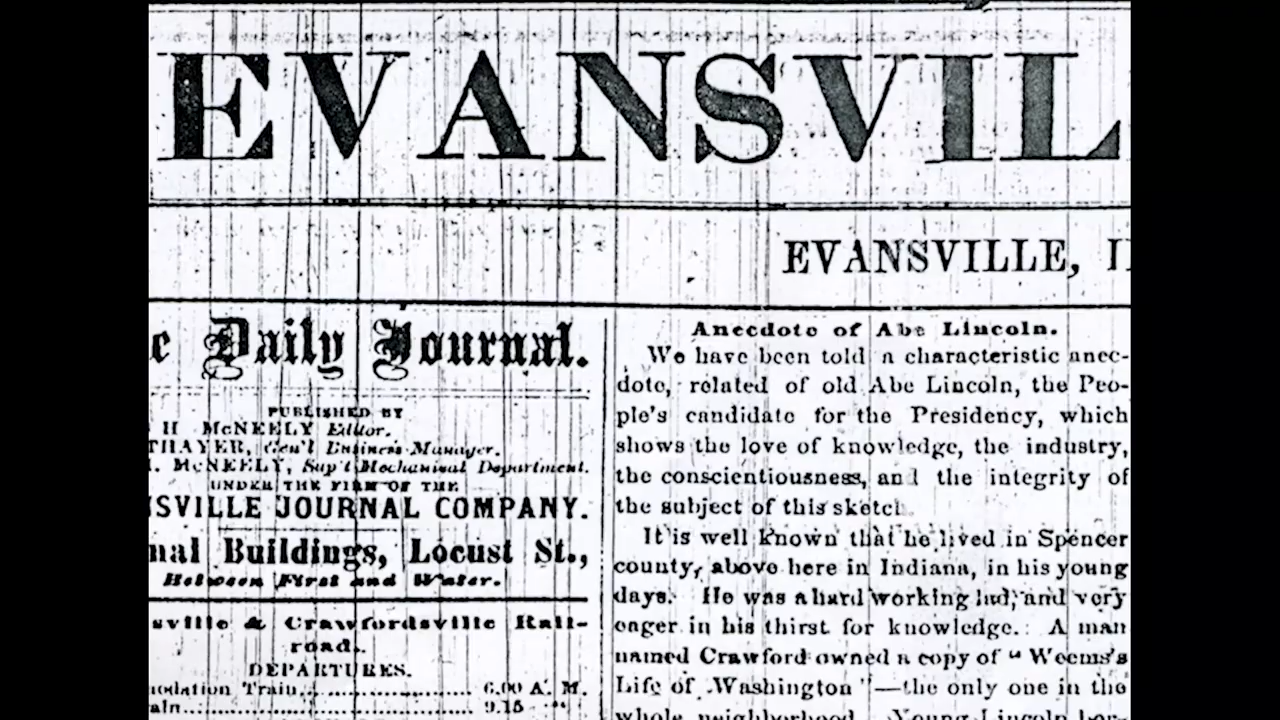 EVANSVIL
EVANSVILLE, I
e Daily Journal.
PUBLISHED BY
H McNEELY Editor.
THAYER, Gen'l Business Manager.
McNEELY, Sup't Mechanical Department.
UNDER THE FIRM OF THE
NSVILLE JOURNAL COMPANY.
nal Buildings, Locust St.,
Between First and Water.
sville & Crawfordsville Rail-
road.
DEPARTURES.
modation Train, .................... 6.00 A. M.
ain.................................. 9.15 "
Anecdote of Abe Lincoln.
We have been told a characteristic anec-
dote, related of old Abe Lincoln, the Peo-
ple's candidate for the Presidency, which
shows the love of knowledge, the industry,
the conscientiousness, and the integrity of
the subject of this sketch
It is well known that he lived in Spencer
county, above here in Indiana, in his young
days. He was a hard working lad, and very
eager in his thirst for knowledge. A man
named Crawford owned a copy of "Weems's
Life of Washington"—the only one in the
whole neighborhood. Young Lincoln bor-